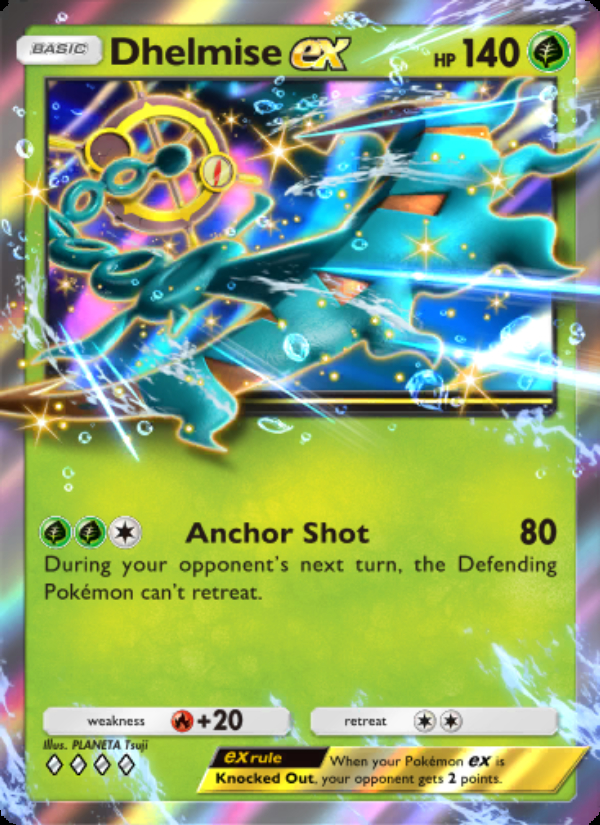 BASIC Dhelmise ex HP 140
Anchor Shot 80
During your opponent's next turn, the Defending
Pokémon can't retreat.
weakness +20 retreat
Illus. PLANETA Tsuji
ex rule When your Pokémon ex is
Knocked Out, your opponent gets 2 points.